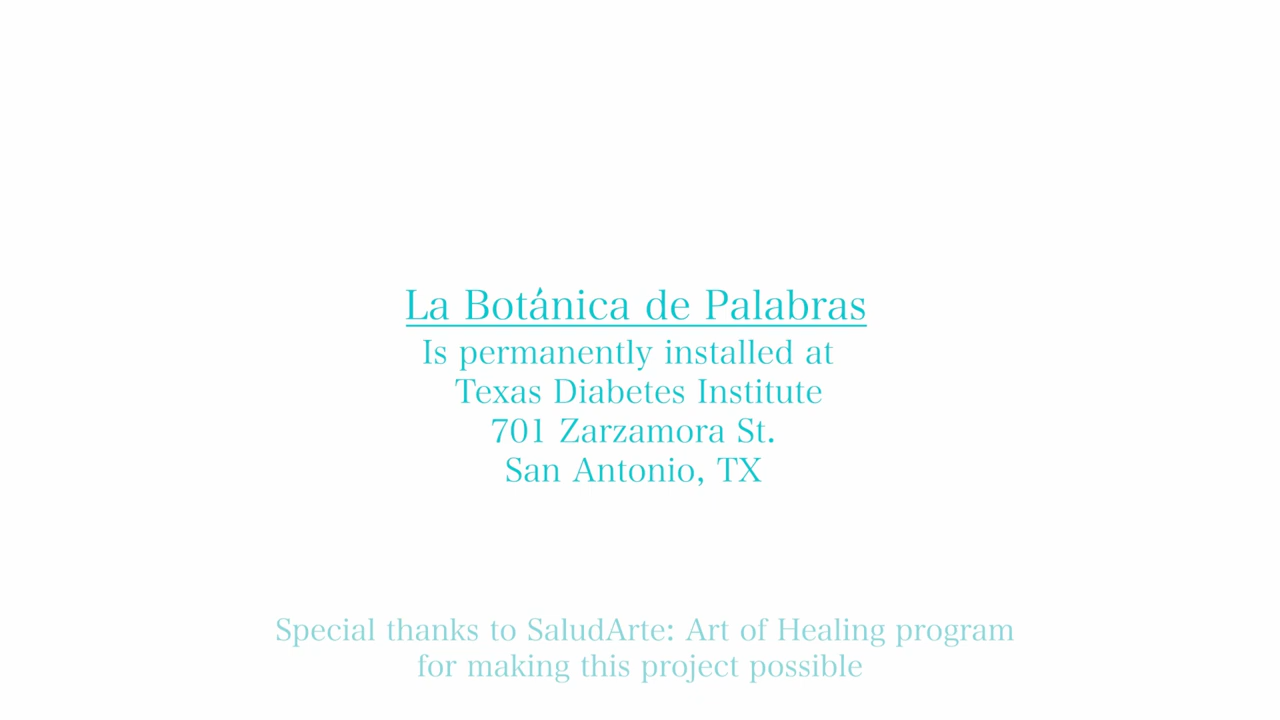 La Botánica de Palabras
Is permanently installed at
Texas Diabetes Institute
701 Zarzamora St.
San Antonio, TX
Special thanks to SaludArte: Art of Healing program
for making this project possible